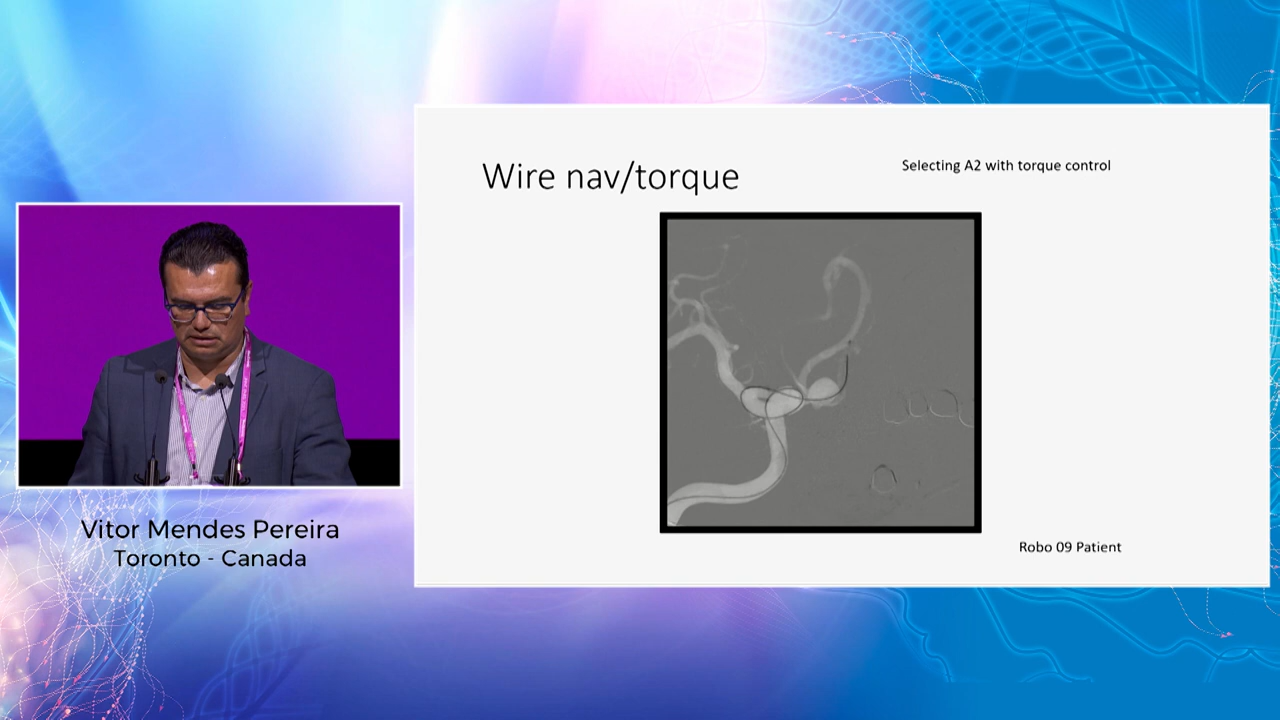 Wire nav/torque
Selecting A2 with torque control
Robo 09 Patient
Vitor Mendes Pereira
Toronto - Canada